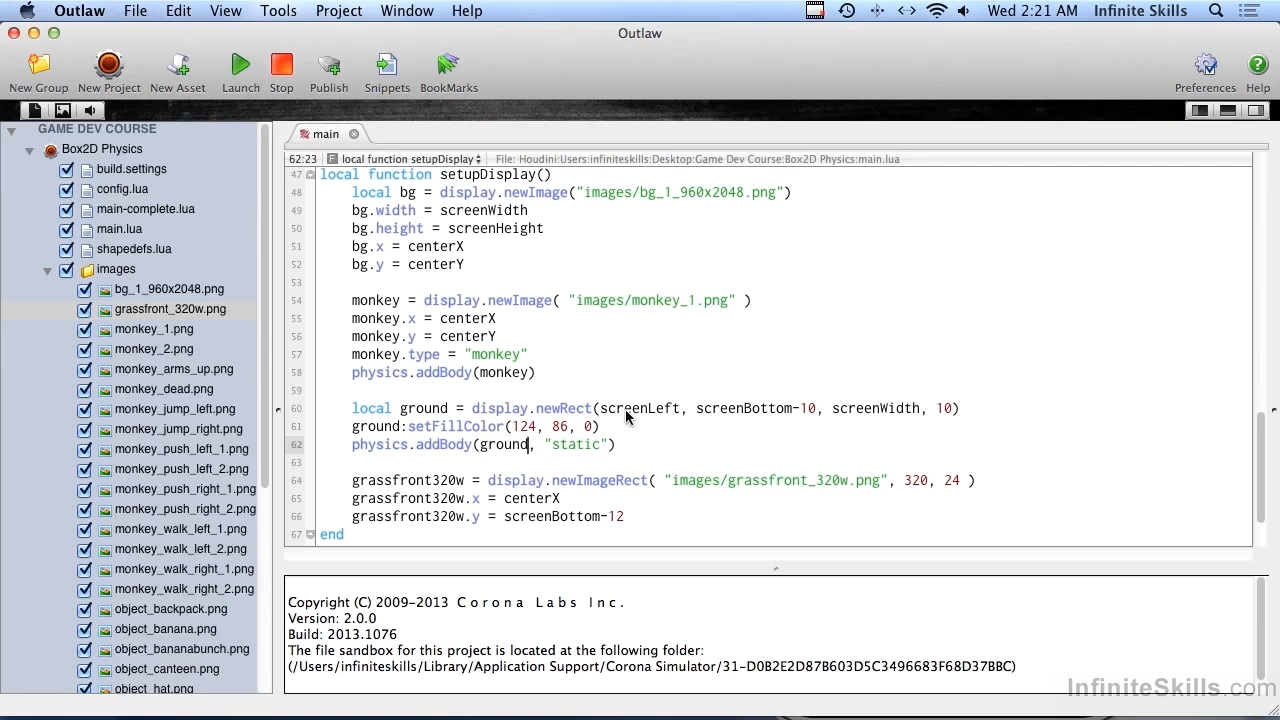 Outlaw File Edit View Tools Project Window Help Wed 2:21 AM Infinite Skills
Outlaw
New Group New Project New Asset Launch Stop Publish Snippets BookMarks Preferences Help
GAME DEV COURSE
Box2D Physics
build.settings
config.lua
main-complete.lua
main.lua
shapedefs.lua
images
bg_1_960x2048.png
grassfront_320w.png
monkey_1.png
monkey_2.png
monkey_arms_up.png
monkey_dead.png
monkey_jump_left.png
monkey_jump_right.png
monkey_push_left_1.png
monkey_push_left_2.png
monkey_push_right_1.png
monkey_push_right_2.png
monkey_walk_left_1.png
monkey_walk_left_2.png
monkey_walk_right_1.png
monkey_walk_right_2.png
object_backpack.png
object_banana.png
object_bananabunch.png
object_canteen.png
object_hat.png
main
62:23 F local function setupDisplay File: Houdini:Users:infiniteskills:Desktop:Game Dev Course:Box2D Physics:main.lua
47 local function setupDisplay()
48 local bg = display.newImage("images/bg_1_960x2048.png")
49 bg.width = screenWidth
50 bg.height = screenHeight
51 bg.x = centerX
52 bg.y = centerY
53
54 monkey = display.newImage( "images/monkey_1.png" )
55 monkey.x = centerX
56 monkey.y = centerY
57 monkey.type = "monkey"
58 physics.addBody(monkey)
59
60 local ground = display.newRect(screenLeft, screenBottom-10, screenWidth, 10)
61 ground:setFillColor(124, 86, 0)
62 physics.addBody(ground, "static")
63
64 grassfront320w = display.newImageRect( "images/grassfront_320w.png", 320, 24 )
65 grassfront320w.x = centerX
66 grassfront320w.y = screenBottom-12
67 end
Copyright (C) 2009-2013 C o r o n a L a b s I n c .
Version: 2.0.0
Build: 2013.1076
The file sandbox for this project is located at the following folder:
(/Users/infiniteskills/Library/Application Support/Corona Simulator/31-D0B2E2D87B603D5C3496683F68D37BBC)
InfiniteSkills.com